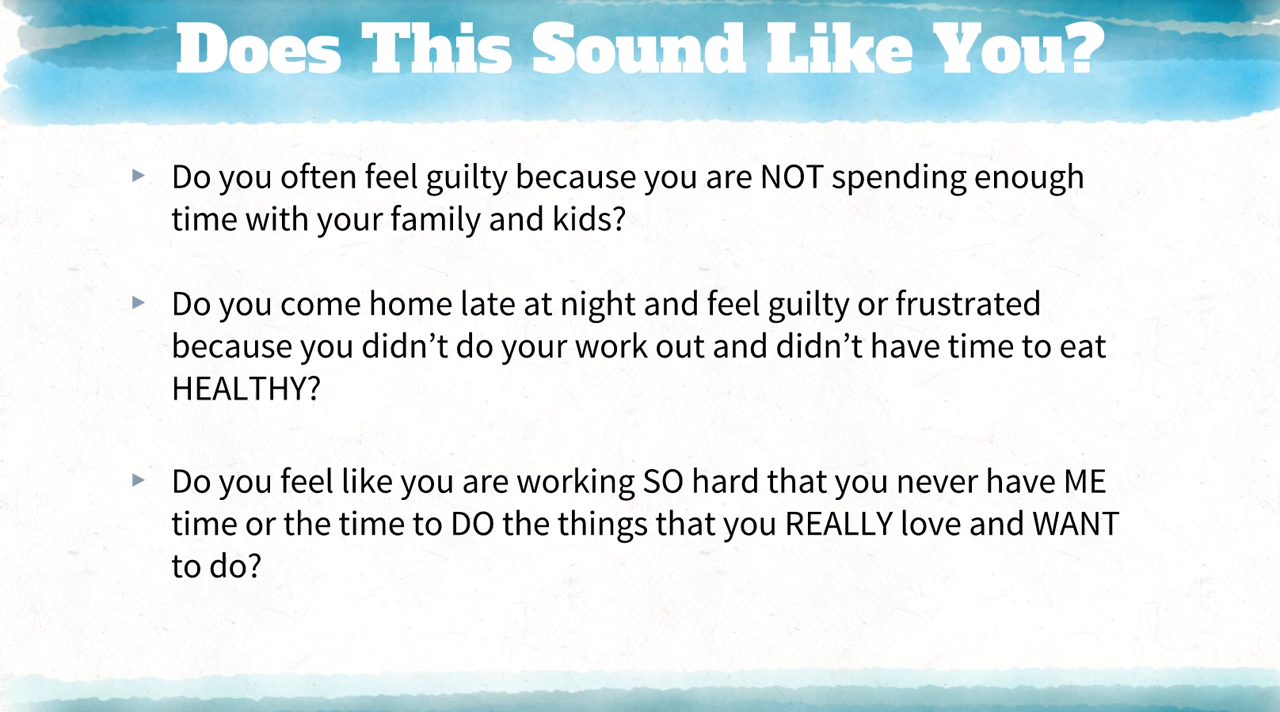 Does This Sound Like You?
Do you often feel guilty because you are NOT spending enough
time with your family and kids?
Do you come home late at night and feel guilty or frustrated
because you didn’t do your work out and didn’t have time to eat
HEALTHY?
Do you feel like you are working SO hard that you never have ME
time or the time to DO the things that you REALLY love and WANT
to do?